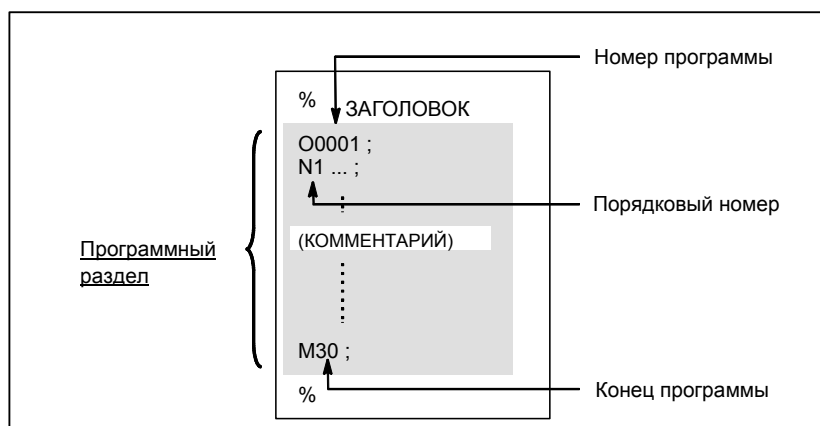 Номер программы
% ЗАГОЛОВОК
O0001 ;
N1 ... ;
Порядковый номер
(КОММЕНТАРИЙ)
Программный
раздел
M30 ;
% 
Конец программы